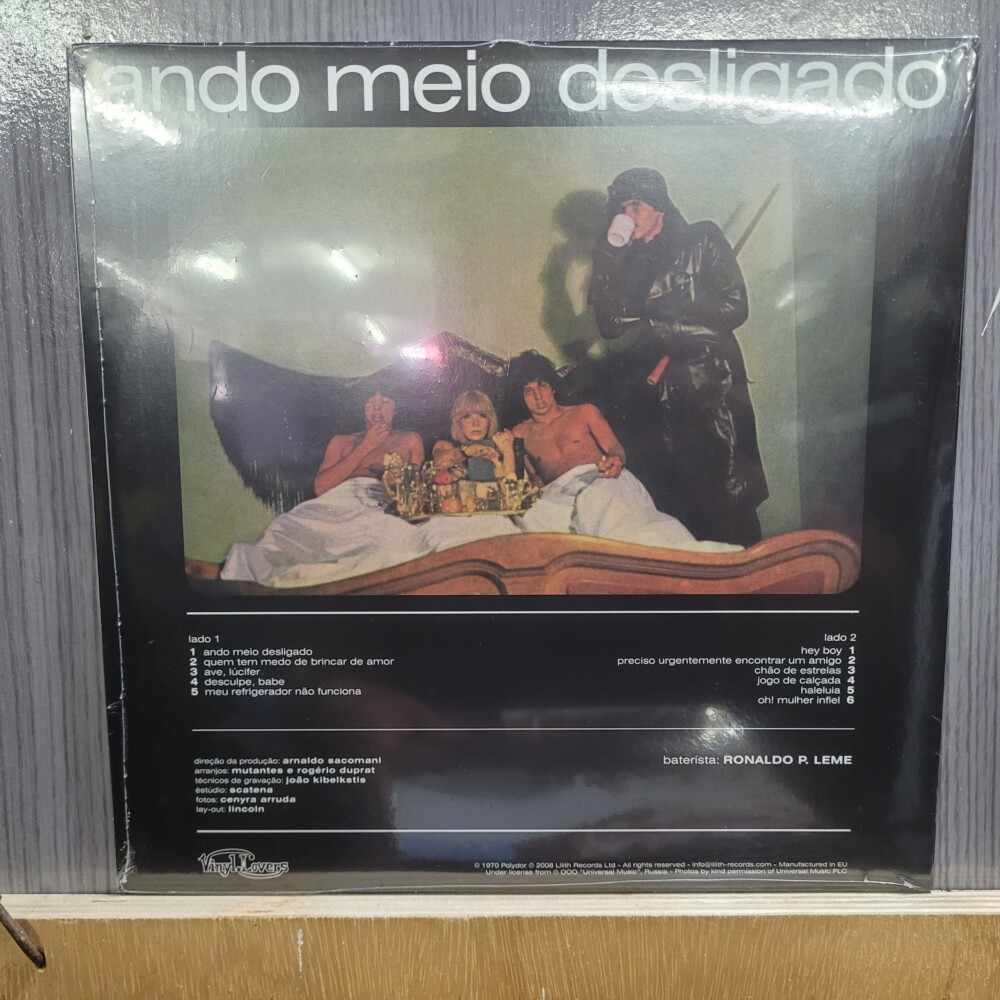 ando meio desligado
lado 1
1 ando meio desligado
2 quem tem medo de brincar de amor
3 ave, lúcifer
4 desculpe, babe
5 meu refrigerador não funciona
lado 2
hey boy 1
preciso urgentemente encontrar um amigo 2
chão de estrelas 3
jogo de calçada 4
haleluia 5
oh! mulher infiel 6
direção da produção: arnaldo sacomani
arranjos: mutantes e rogério duprat
técnicos de gravação: joão kibelkstis
estúdio: scatena
fotos: cenyra arruda
lay-out: lincoln
baterista: RONALDO P. LEME
Vinyl Lovers
© 1970 Polydor ℗ 2008 Lilith Records Ltd - All rights reserved - info@lilith-records.com - Manufactured in EU
Under license from ℗ OOO "Universal Music", Russia - Photos by kind permission of Universal Music PLC